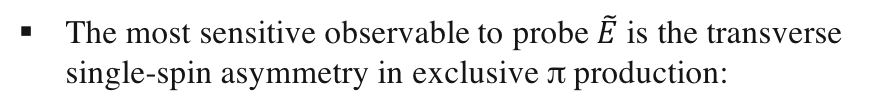 ▪ The most sensitive observable to probe Ẽ is the transverse
single-spin asymmetry in exclusive π production: